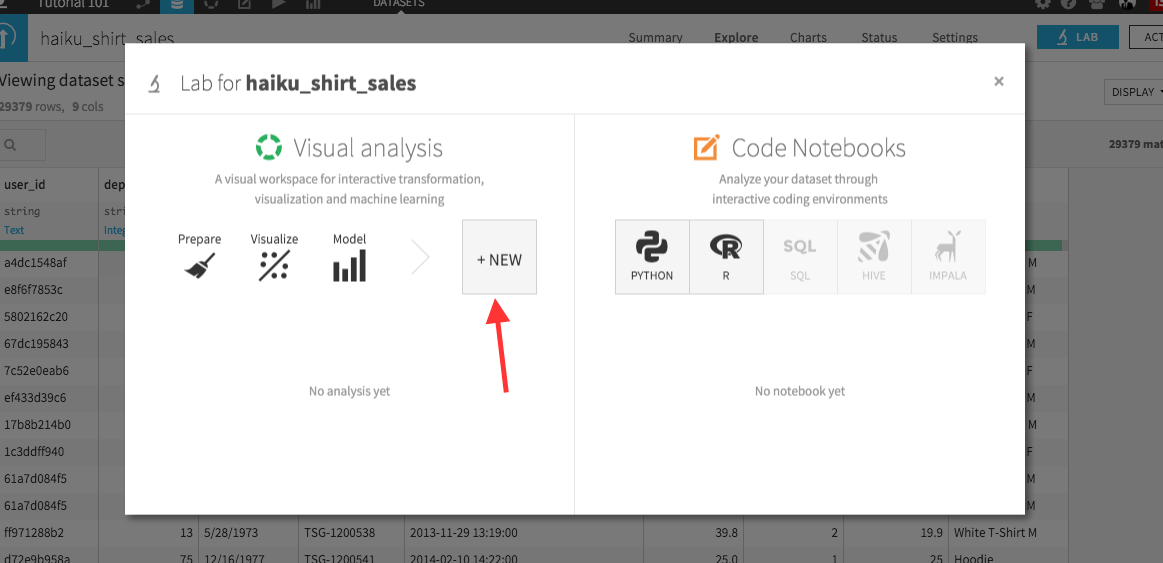 Tutorial 101
DATASETS
haiku_shirt_sales
Summary
Explore
Charts
Status
Settings
LAB
ACT
Viewing dataset s
29379 rows, 9 cols
DISPLAY
29379 mat
Lab for haiku_shirt_sales
×
Visual analysis
A visual workspace for interactive transformation,
visualization and machine learning
Prepare
Visualize
Model
+ NEW
No analysis yet
Code Notebooks
Analyze your dataset through
interactive coding environments
PYTHON
R
SQL
SQL
HIVE
IMPALA
No notebook yet
user_id
dep
string
stri
Text
Integ
a4dc1548af
M
e8f6f7853c
M
5802162c20
F
67dc195843
M
7c52e0eab6
F
ef433d39c6
M
17b8b214b0
M
1c3ddff940
F
61a7d084f5
M
61a7d084f5
M
ff971288b2 13 5/28/1973 TSG-1200538 2013-11-29 13:19:00 39.8 2 19.9 White T-Shirt M
d72e9b958a 75 12/16/1977 TSG-1200541 2014-02-10 14:22:00 25.0 1 25 Hoodie